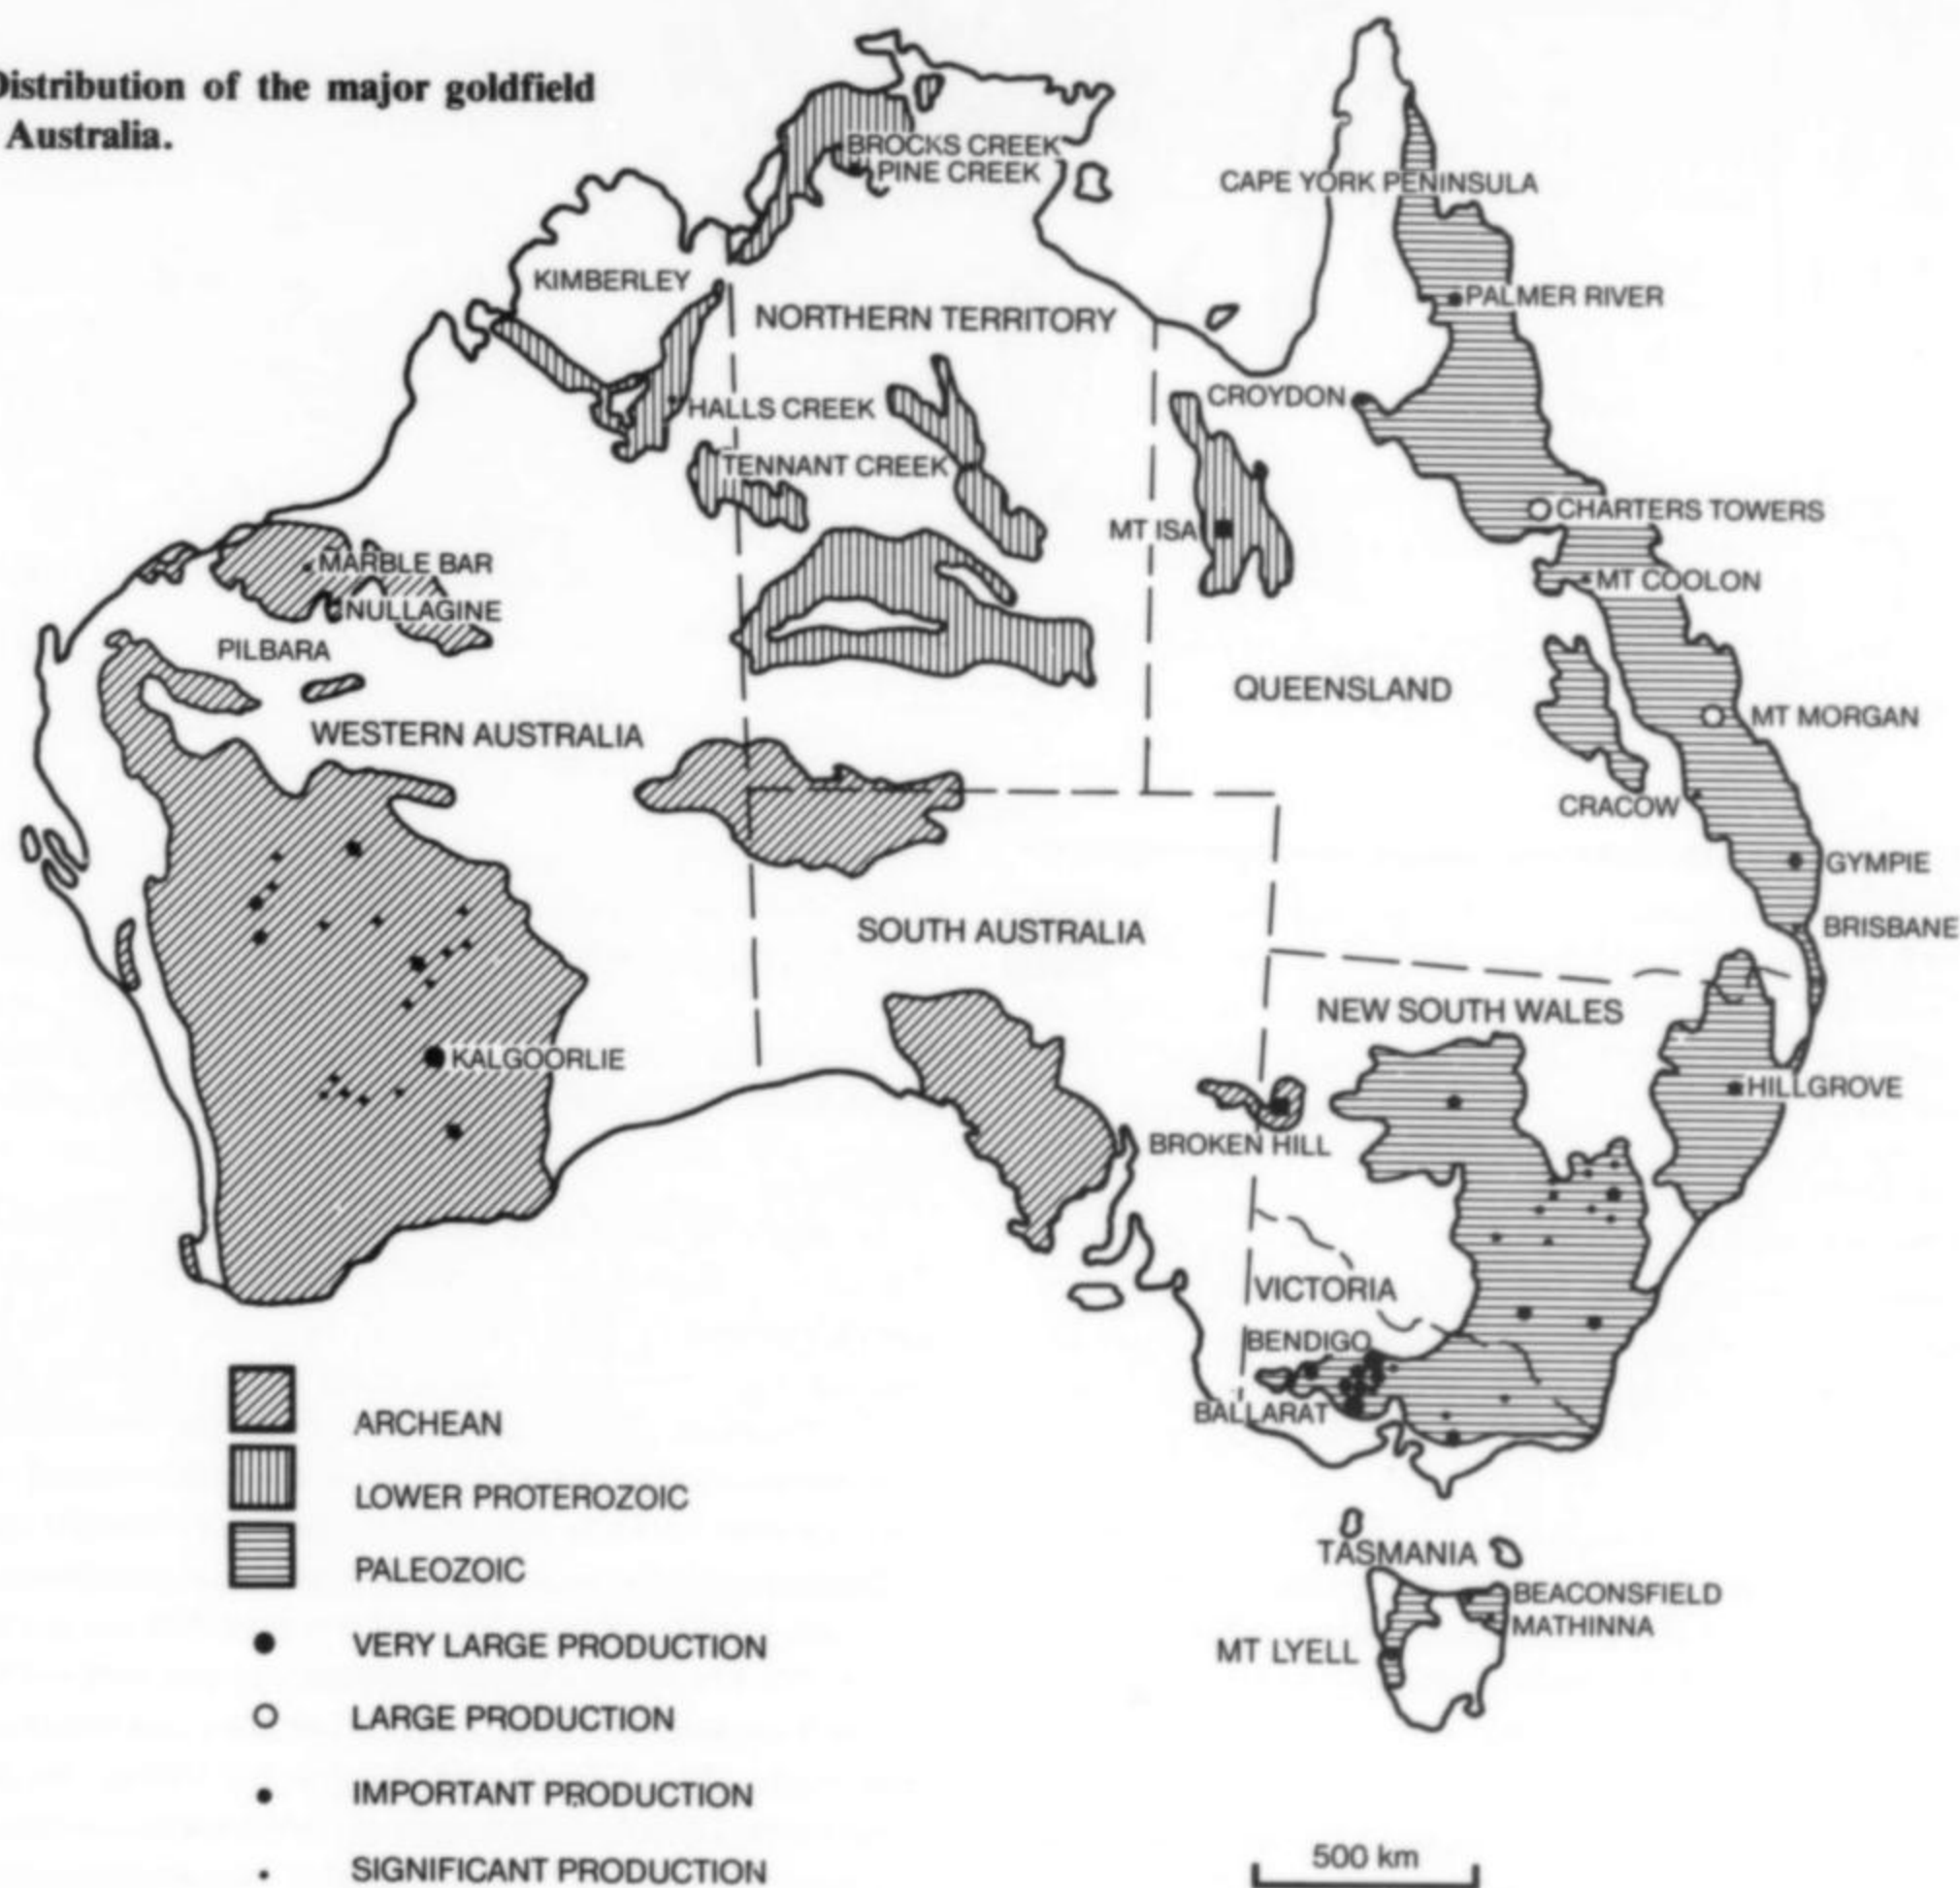 Distribution of the major goldfield
Australia.
BROCKS CREEK
PINE CREEK
CAPE YORK PENINSULA
KIMBERLEY
PALMER RIVER
NORTHERN TERRITORY
CROYDON
HALLS CREEK
TENNANT CREEK
CHARTERS TOWERS
MT ISA
MARBLE BAR
MT COOLON
NULLAGINE
PILBARA
QUEENSLAND
MT MORGAN
WESTERN AUSTRALIA
CRACOW
GYMPIE
BRISBANE
SOUTH AUSTRALIA
NEW SOUTH WALES
KALGOORLIE
HILLGROVE
BROKEN HILL
VICTORIA
BENDIGO
BALLARAT
ARCHEAN
LOWER PROTEROZOIC
PALEOZOIC
TASMANIA
BEACONSFIELD
MATHINNA
MT LYELL
VERY LARGE PRODUCTION
LARGE PRODUCTION
IMPORTANT PRODUCTION
SIGNIFICANT PRODUCTION
500 km